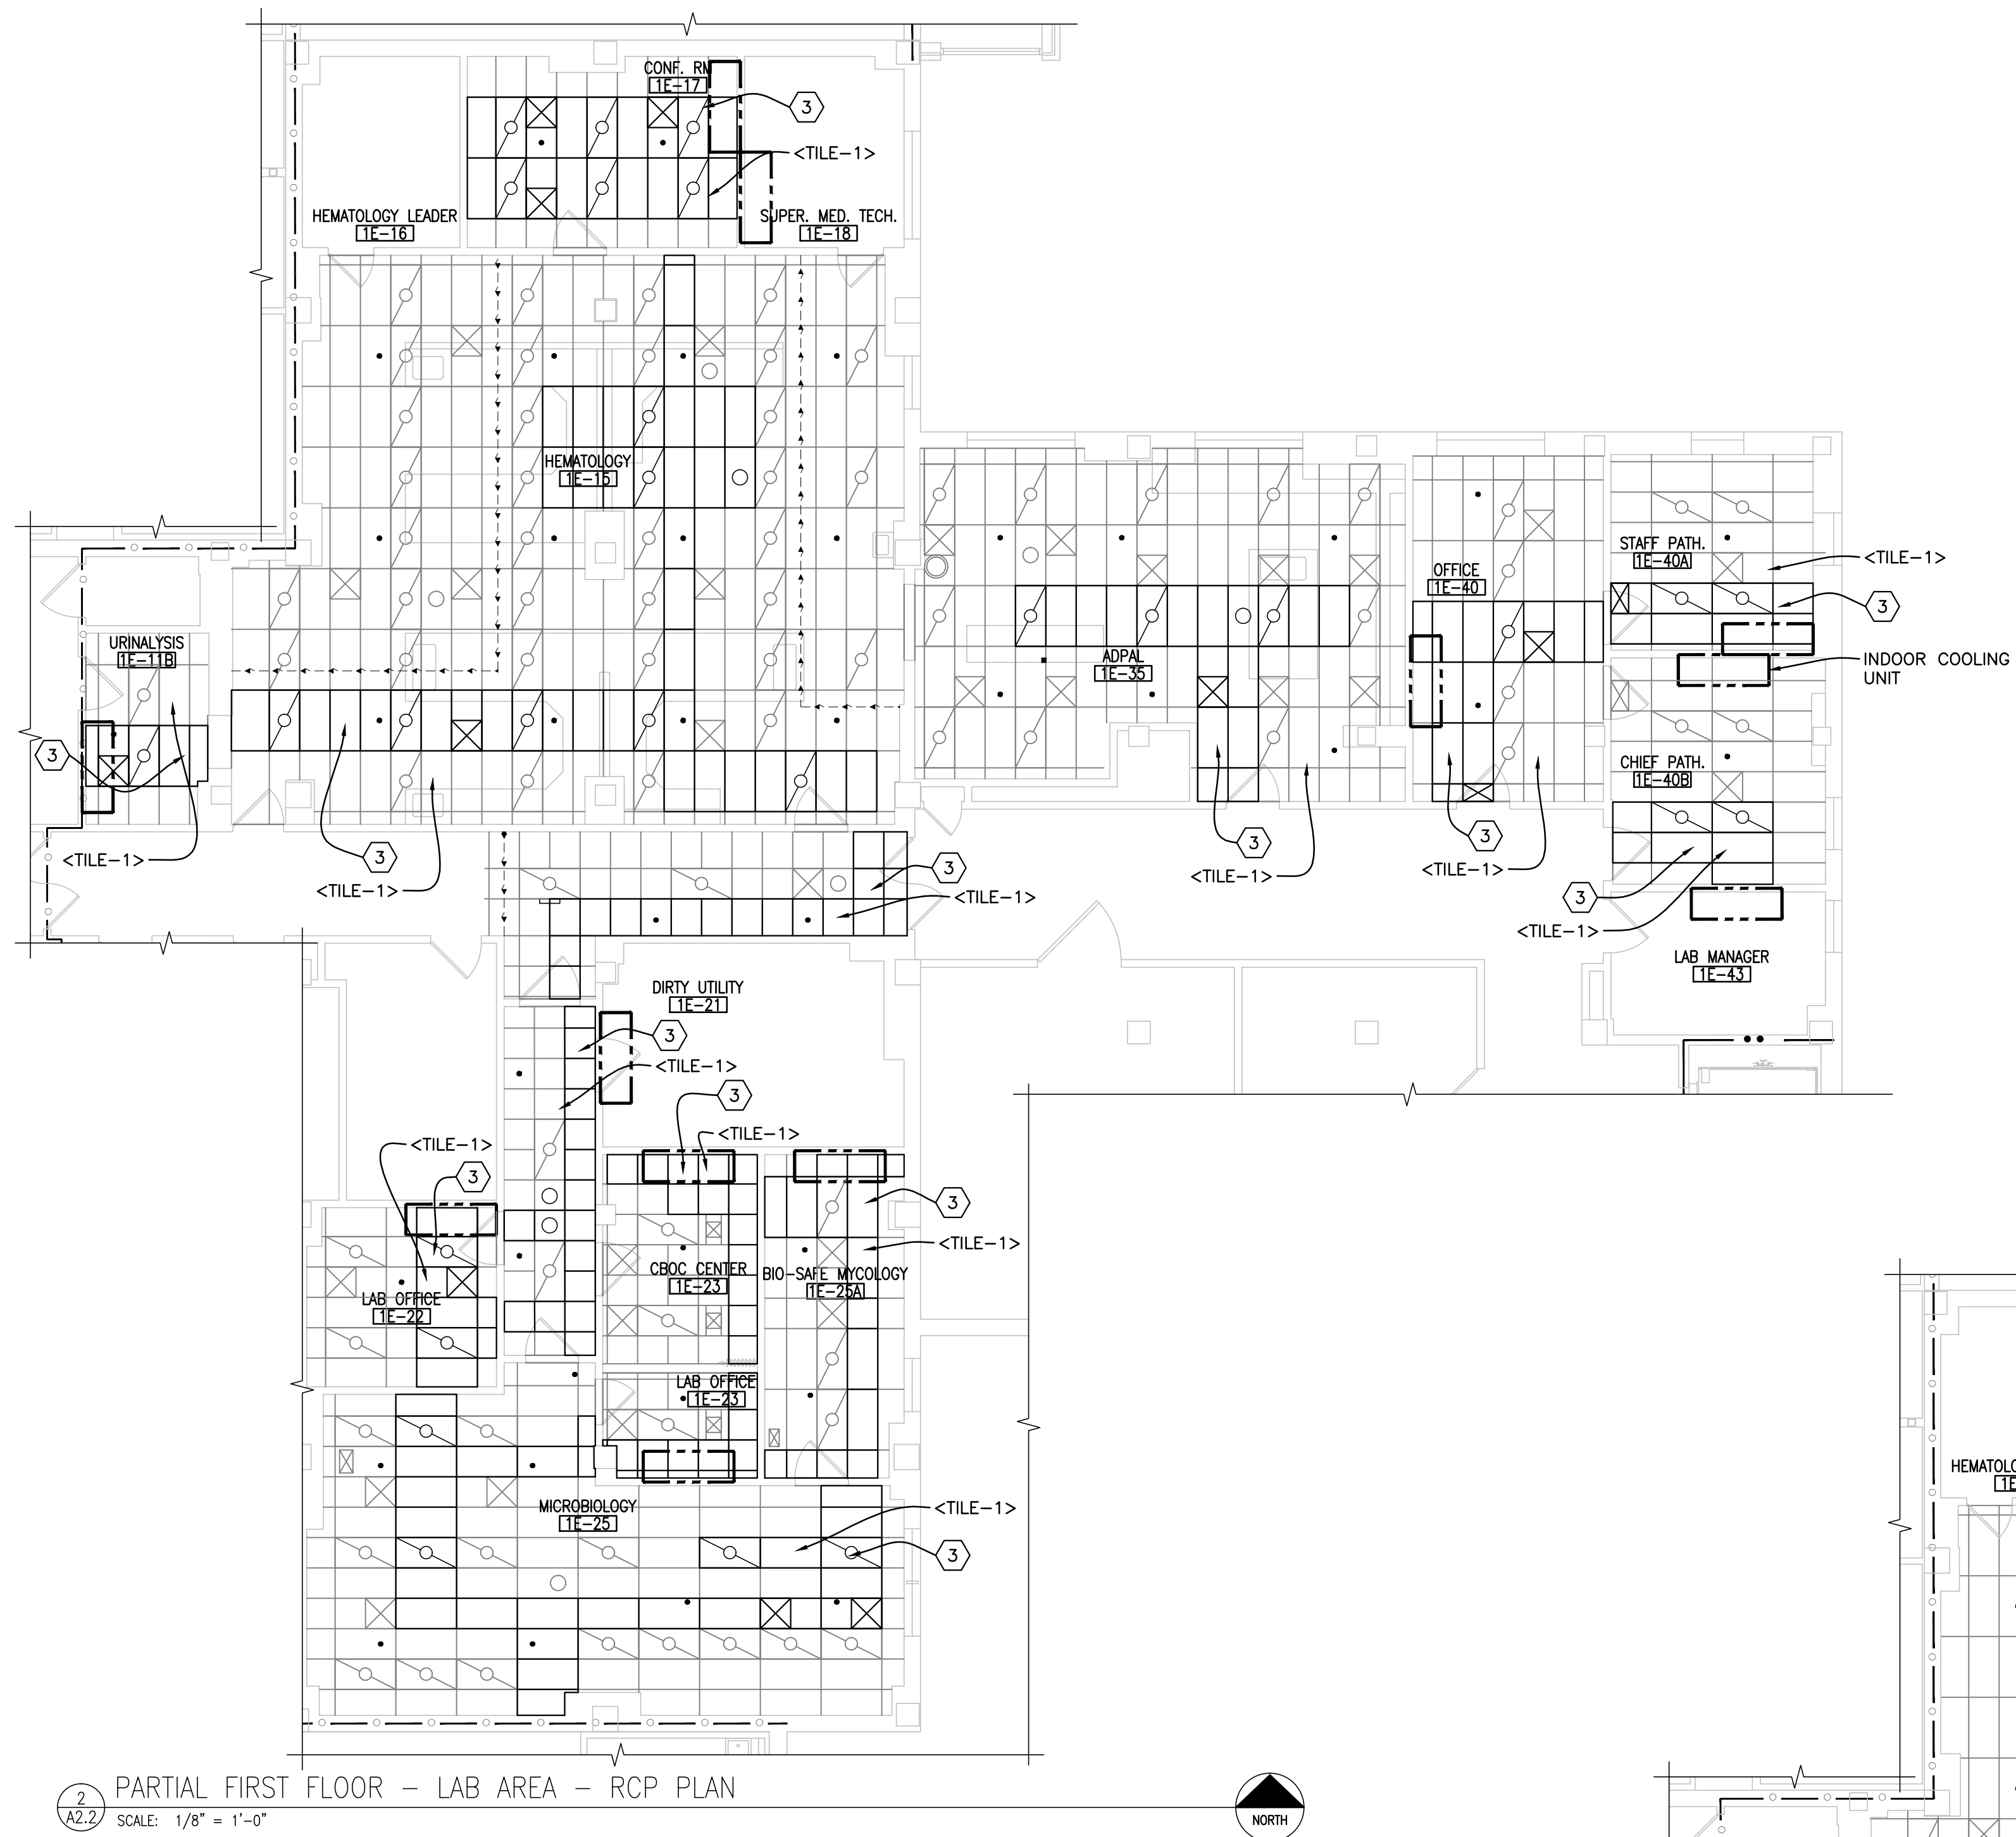 CONF. RM
1E-17
3
<TILE-1>
HEMATOLOGY LEADER
1E-16
SUPER. MED. TECH.
1E-18
HEMATOLOGY
1E-15
STAFF PATH.
1E-40A
<TILE-1>
OFFICE
1E-40
3
URINALYSIS
1E-11B
ADPAL
1E-35
INDOOR COOLING
UNIT
3
CHIEF PATH.
1E-40B
<TILE-1>
3
<TILE-1>
3
<TILE-1>
3
<TILE-1>
3
<TILE-1>
3
<TILE-1>
3
<TILE-1>
LAB MANAGER
1E-43
DIRTY UTILITY
1E-21
3
<TILE-1>
3
<TILE-1>
<TILE-1>
3
3
<TILE-1>
CBOC CENTER
1E-23
BIO-SAFE MYCOLOGY
1E-25A
LAB OFFICE
1E-22
LAB OFFICE
1E-23
MICROBIOLOGY
1E-25
<TILE-1>
3
HEMATOLO
1E
2
A2.2
PARTIAL FIRST FLOOR - LAB AREA - RCP PLAN
SCALE: 1/8" = 1'-0"
NORTH